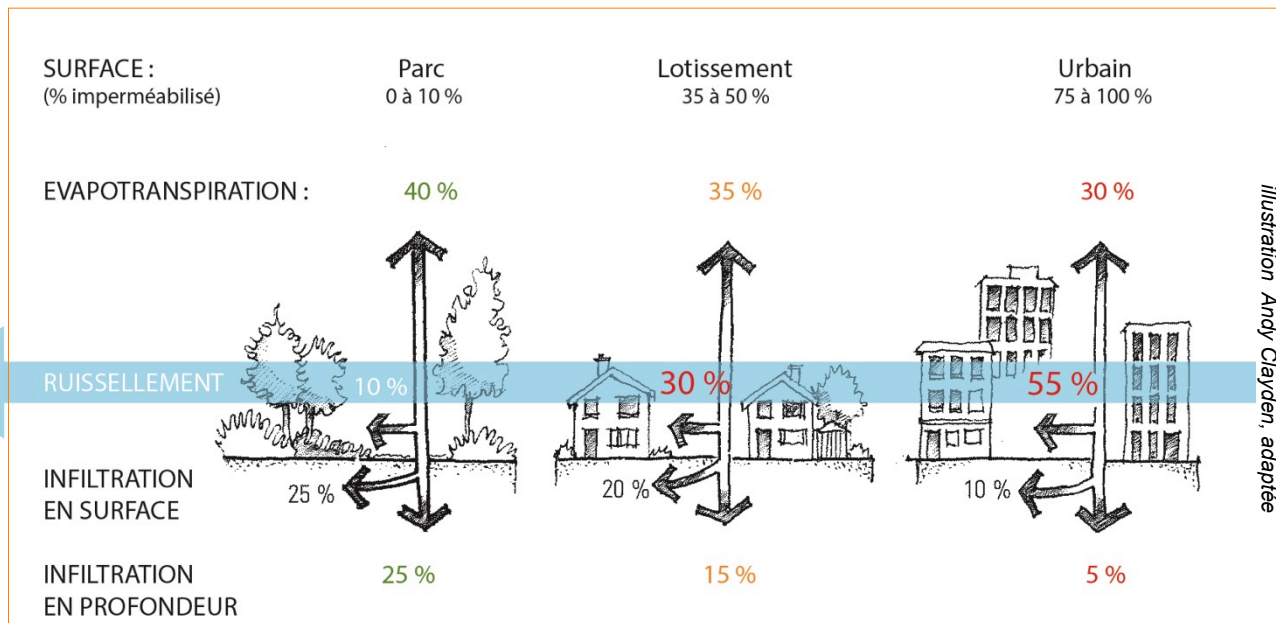 SURFACE :
(% imperméabilisé)
Parc
0 à 10 %
Lotissement
35 à 50 %
Urbain
75 à 100 %
EVAPOTRANSPIRATION :
40 %
35 %
30 %
RUISSELLEMENT
10 %
30 %
55 %
INFILTRATION
EN SURFACE
25 %
20 %
10 %
INFILTRATION
EN PROFONDEUR
25 %
15 %
5 %
illustration Andy Clayden, adaptée